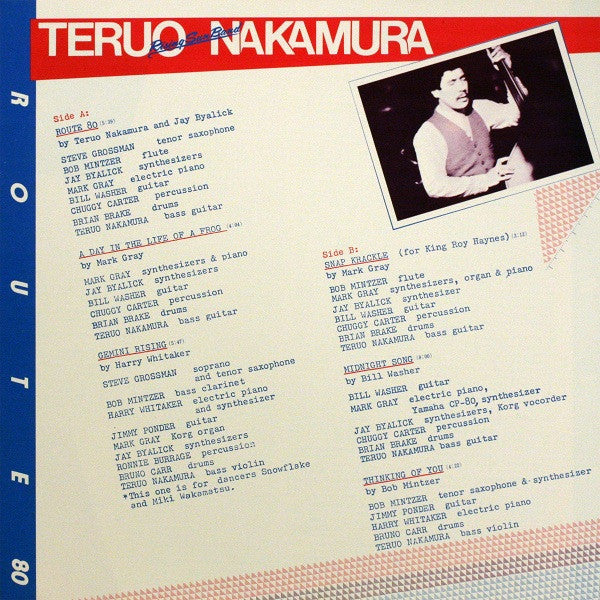 TERUO NAKAMURA
Rising Sun Band
ROUTE 80
Side A:
ROUTE 80
by Teruo Nakamura and Jay Byalick
STEVE GROSSMAN tenor saxophone
BOB MINTZER flute
JAY BYALICK synthesizers
MARK GRAY electric piano
BILL WASHER guitar
CHUGGY CARTER percussion
BRIAN BRAKE drums
TERUO NAKAMURA bass guitar
A DAY IN THE LIFE OF A FROG (4:04)
by Mark Gray
MARK GRAY synthesizers & piano
JAY BYALICK synthesizers
BILL WASHER guitar
CHUGGY CARTER percussion
BRIAN BRAKE drums
TERUO NAKAMURA bass guitar
GEMINI RISING (5:47)
by Harry Whitaker
STEVE GROSSMAN soprano
and tenor saxophone
BOB MINTZER bass clarinet
HARRY WHITAKER electric piano
and synthesizer
JIMMY PONDER guitar
MARK GRAY Korg organ
JAY BYALICK synthesizers
RONNIE BURRAGE percussion
BRUNO CARR drums
TERUO NAKAMURA bass violin
*This one is for dancers Snowflake
and Miki Wakamatsu.
Side B:
SNAP KHACKLE (for King Roy Haynes)
by Mark Gray
BOB MINTZER flute
MARK GRAY synthesizers, organ & piano
JAY BYALICK synthesizer
BILL WASHER guitar
CHUGGY CARTER percussion
BRIAN BRAKE drums
TERUO NAKAMURA bass guitar
MIDNIGHT SONG
by Bill Washer
BILL WASHER guitar
MARK GRAY electric piano,
Yamaha CP-80, synthesizer
JAY BYALICK synthesizers, Korg vocorder
CHUGGY CARTER percussion
BRIAN BRAKE drums
TERUO NAKAMURA bass guitar
THINKING OF YOU
by Bob Mintzer
BOB MINTZER tenor saxophone & synthesizer
JIMMY PONDER guitar
HARRY WHITAKER electric piano
BRUNO CARR drums
TERUO NAKAMURA bass violin